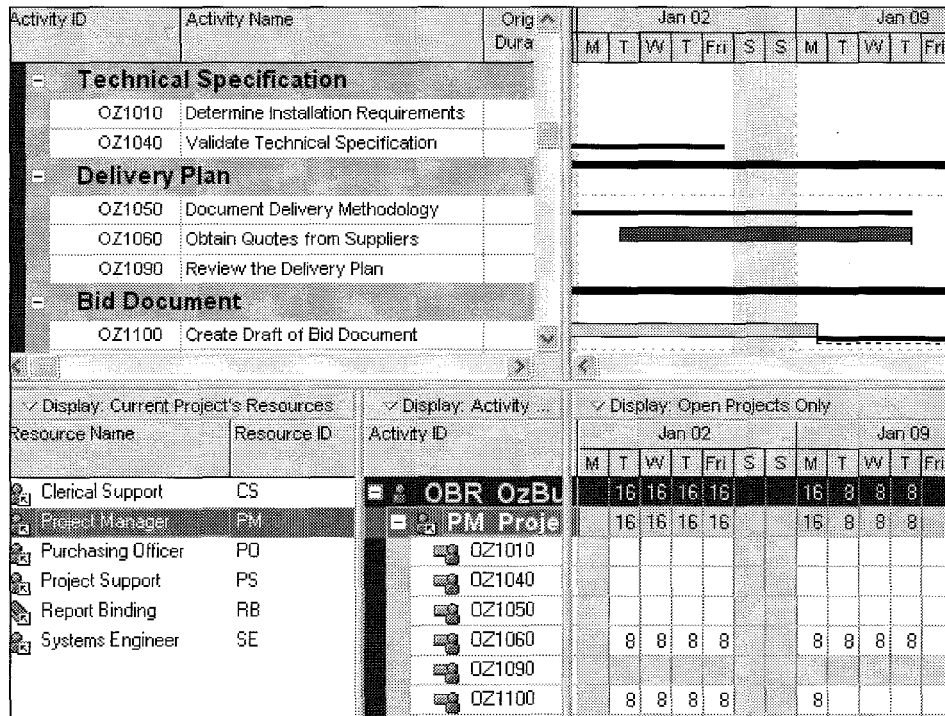 Activity ID Activity Name Orig Dura Jan 02 Jan 09
M T W T Fri S S M T W T Fri
Technical Specification
OZ1010 Determine Installation Requirements
OZ1040 Validate Technical Specification
Delivery Plan
OZ1050 Document Delivery Methodology
OZ1060 Obtain Quotes from Suppliers
OZ1090 Review the Delivery Plan
Bid Document
OZ1100 Create Draft of Bid Document
Display: Current Project's Resources Display: Activity ... Display: Open Projects Only
Resource Name Resource ID Activity ID Jan 02 Jan 09
M T W T Fri S S M T W T Fri
Clerical Support CS OBR OzBu 16 16 16 16 16 8 8 8
Project Manager PM PM Proje 16 16 16 16 16 8 8 8
Purchasing Officer PO OZ1010
Project Support PS OZ1040
Report Binding RB OZ1050
Systems Engineer SE OZ1060 8 8 8 8 8 8 8 8
OZ1090
OZ1100 8 8 8 8 8